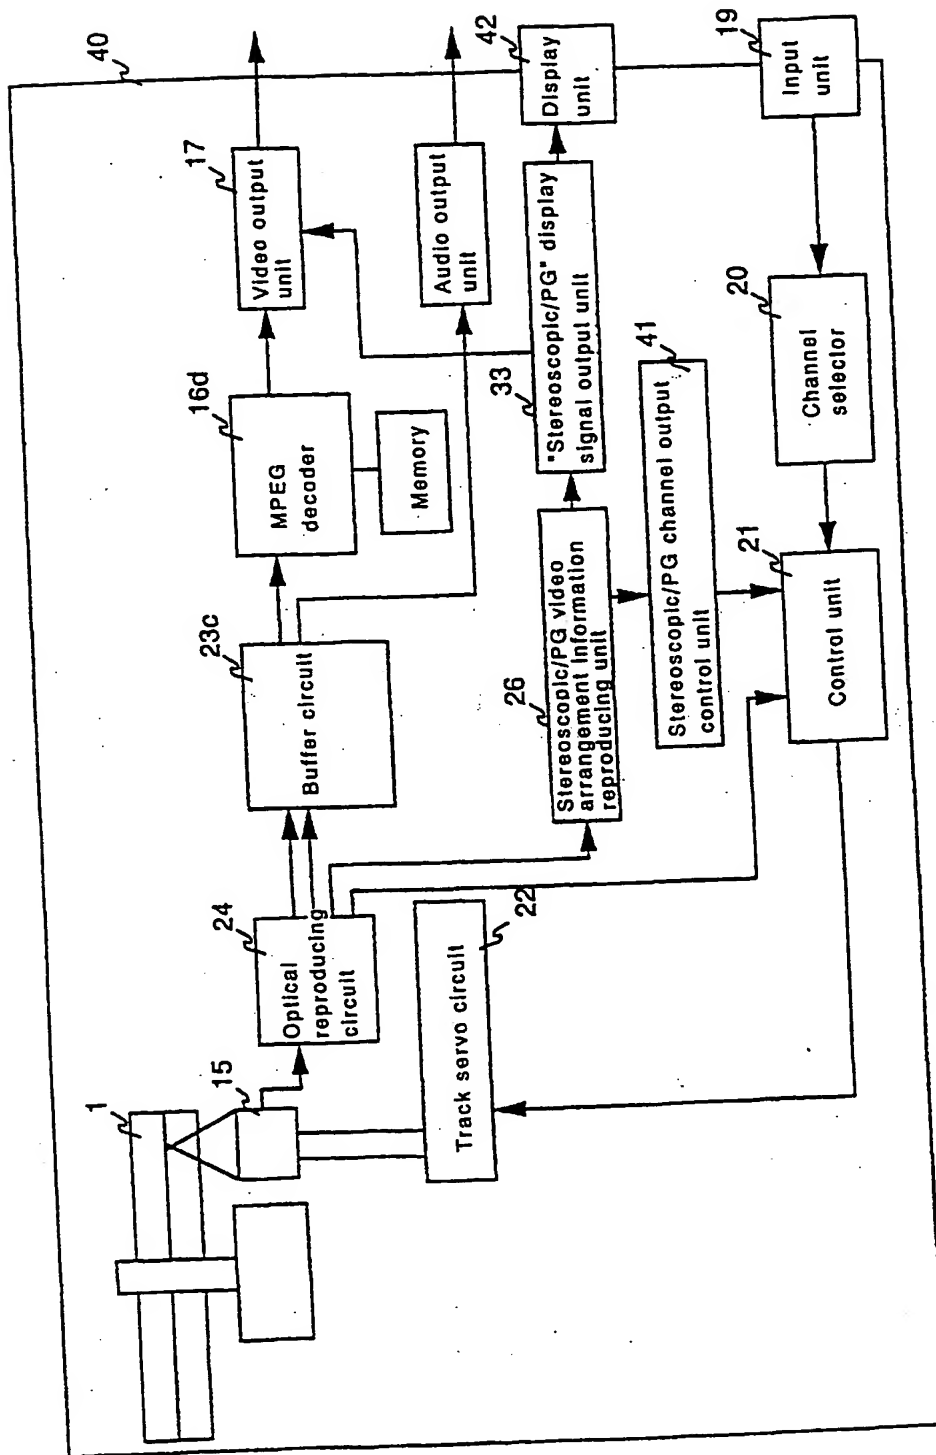 40
1
15
24
Optical
reproducing
circuit
23c
Buffer circuit
16d
MPEG
decoder
Memory
17
Video output
unit
Audio output
unit
42
Display
unit
33
"Stereoscopic/PG" display
signal output unit
26
Stereoscopic/PG video
arrangement Information
reproducing unit
41
Stereoscopic/PG channel output
control unit
22
Track servo circuit
21
Control unit
20
Channel
selector
19
Input
unit